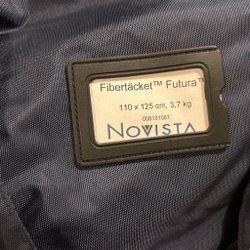 Fibertäcket™ Futura™
110 x 125 cm, 3,7 kg
008131087
NOVISTA